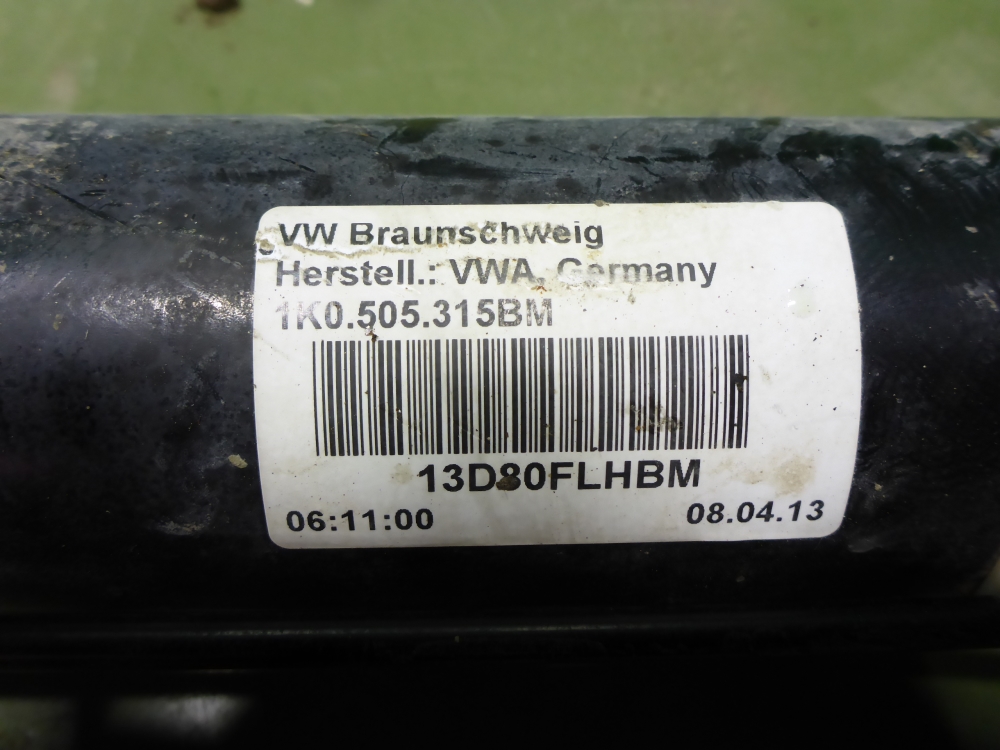 VW Braunschweig
Herstell.: VWA, Germany
1K0.505.315BM
13D80FLHBM
06:11:00
08.04.13